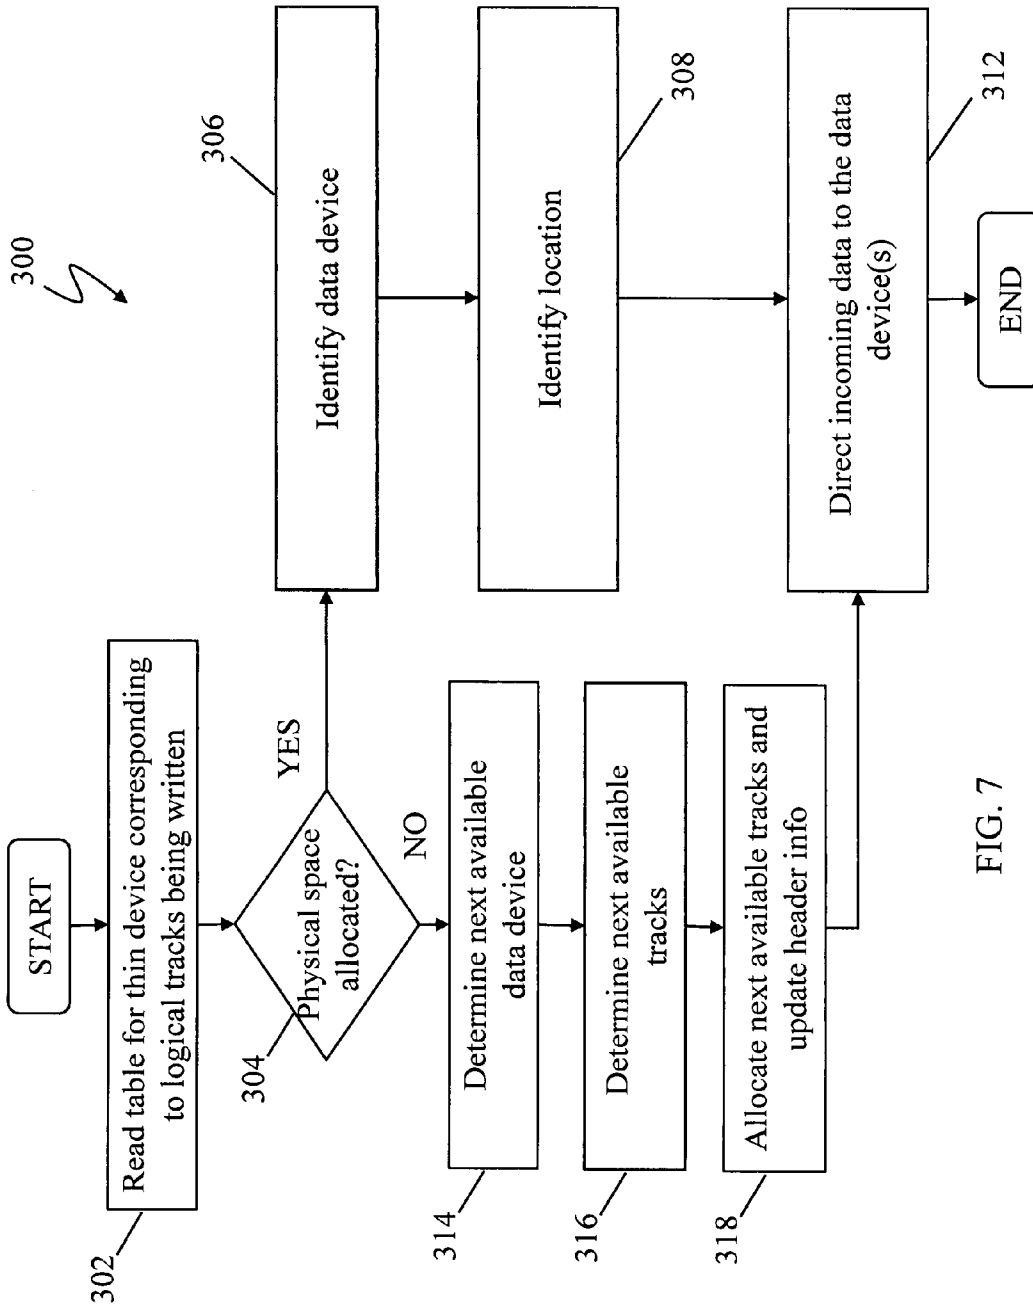 300
START
302
Read table for thin device corresponding
to logical tracks being written
304
Physical space
allocated?
YES
NO
306
Identify data device
308
Identify location
314
Determine next available
data device
316
Determine next available
tracks
318
Allocate next available tracks and
update header info
312
Direct incoming data to the data
device(s)
END
FIG. 7